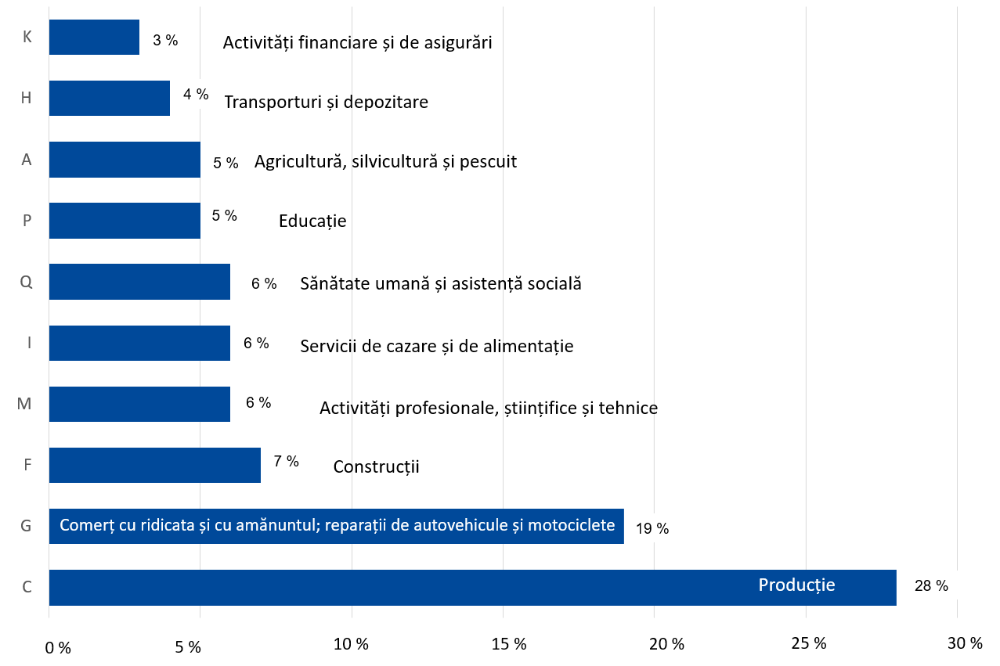 K 3 % Activități financiare și de asigurări
H 4 % Transporturi și depozitare
A 5 % Agricultură, silvicultură și pescuit
P 5 % Educație
Q 6 % Sănătate umană și asistență socială
I 6 % Servicii de cazare și de alimentație
M 6 % Activități profesionale, științifice și tehnice
F 7 % Construcții
G Comerț cu ridicata și cu amănuntul; reparații de autovehicule și motociclete 19 %
C Producție 28 %
0 % 5 % 10 % 15 % 20 % 25 % 30 %